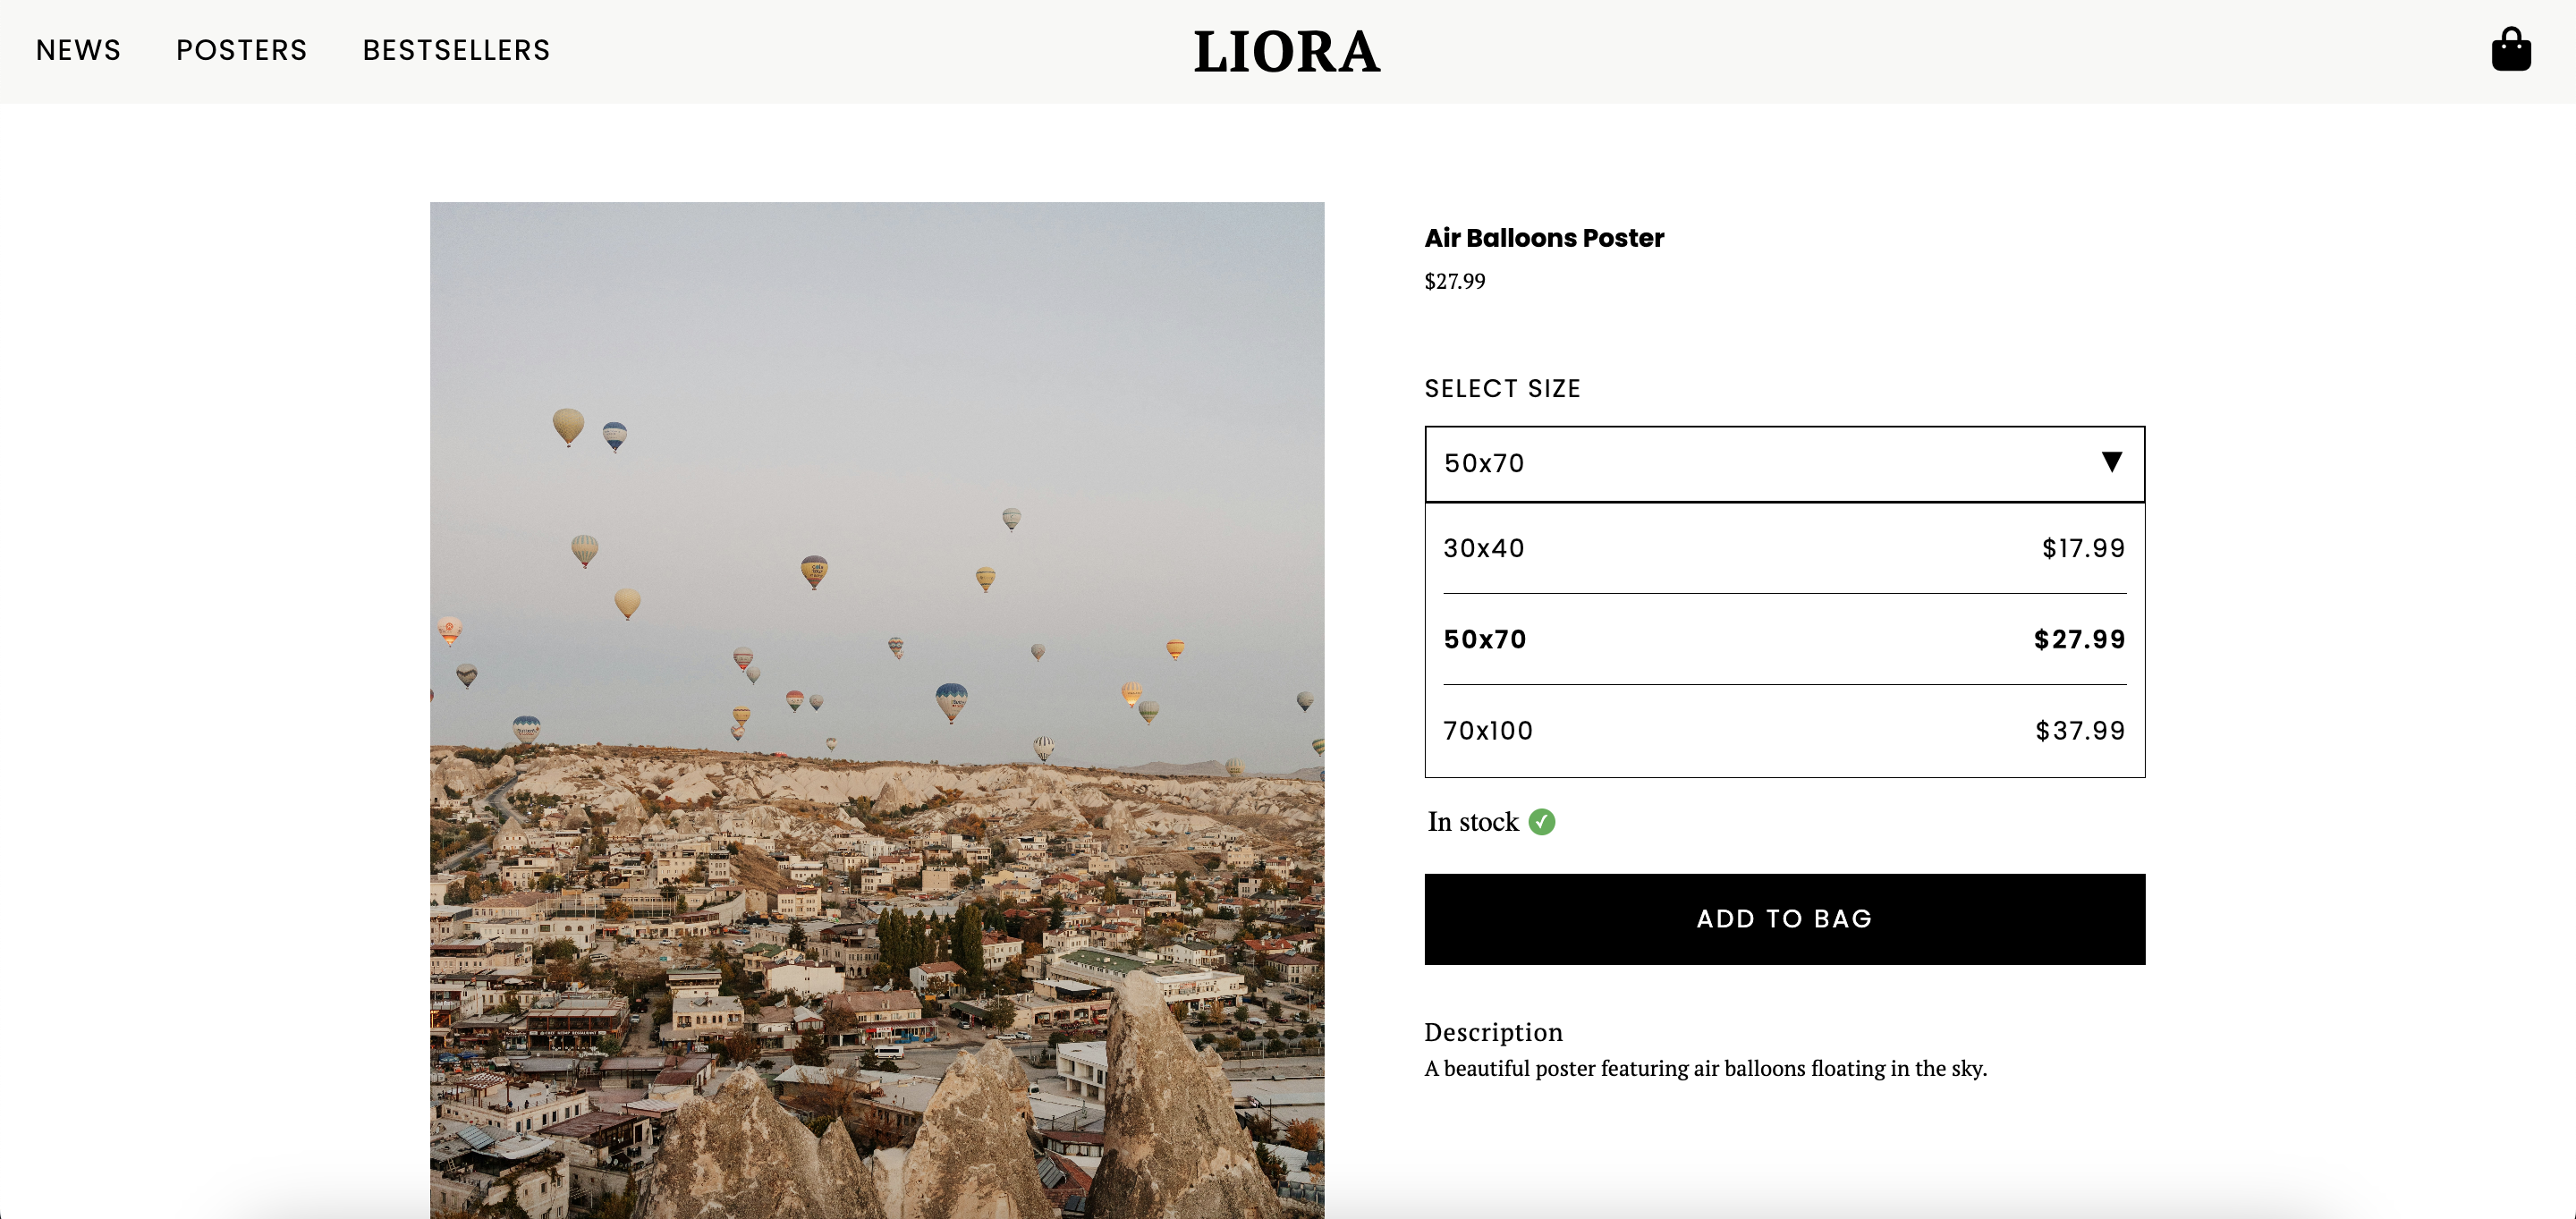 NEWS POSTERS BESTSELLERS LIORA
Air Balloons Poster
$27.99
SELECT SIZE
50x70 ▼
30x40 $17.99
50x70 $27.99
70x100 $37.99
In stock
ADD TO BAG
Description
A beautiful poster featuring air balloons floating in the sky.